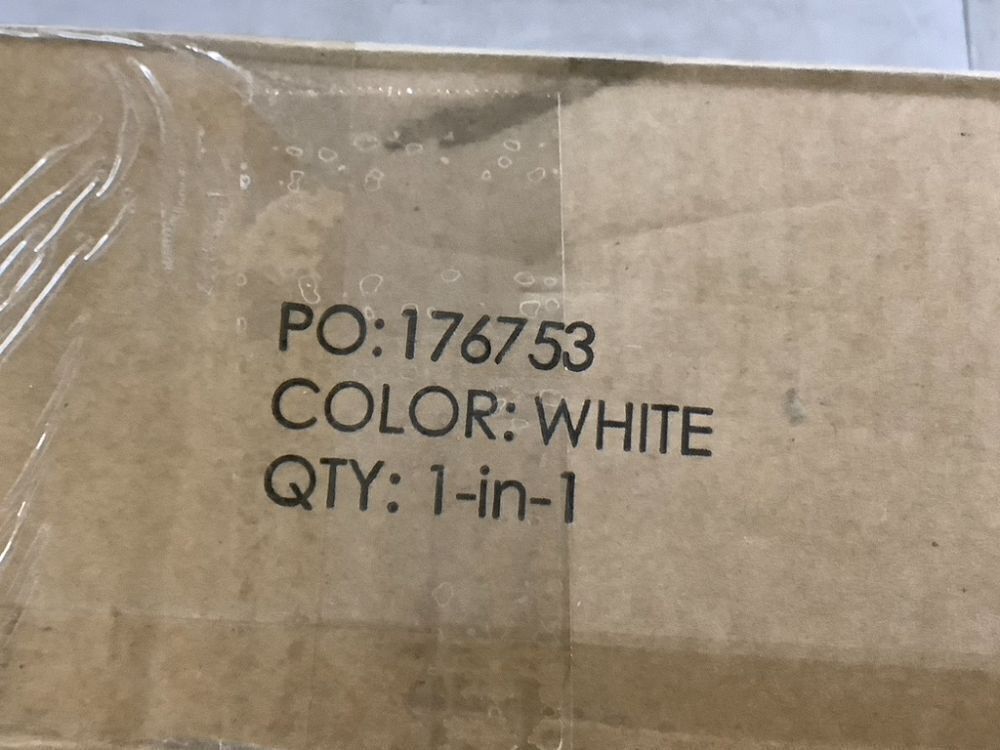 PO: 176753
COLOR: WHITE
QTY: 1-in-1